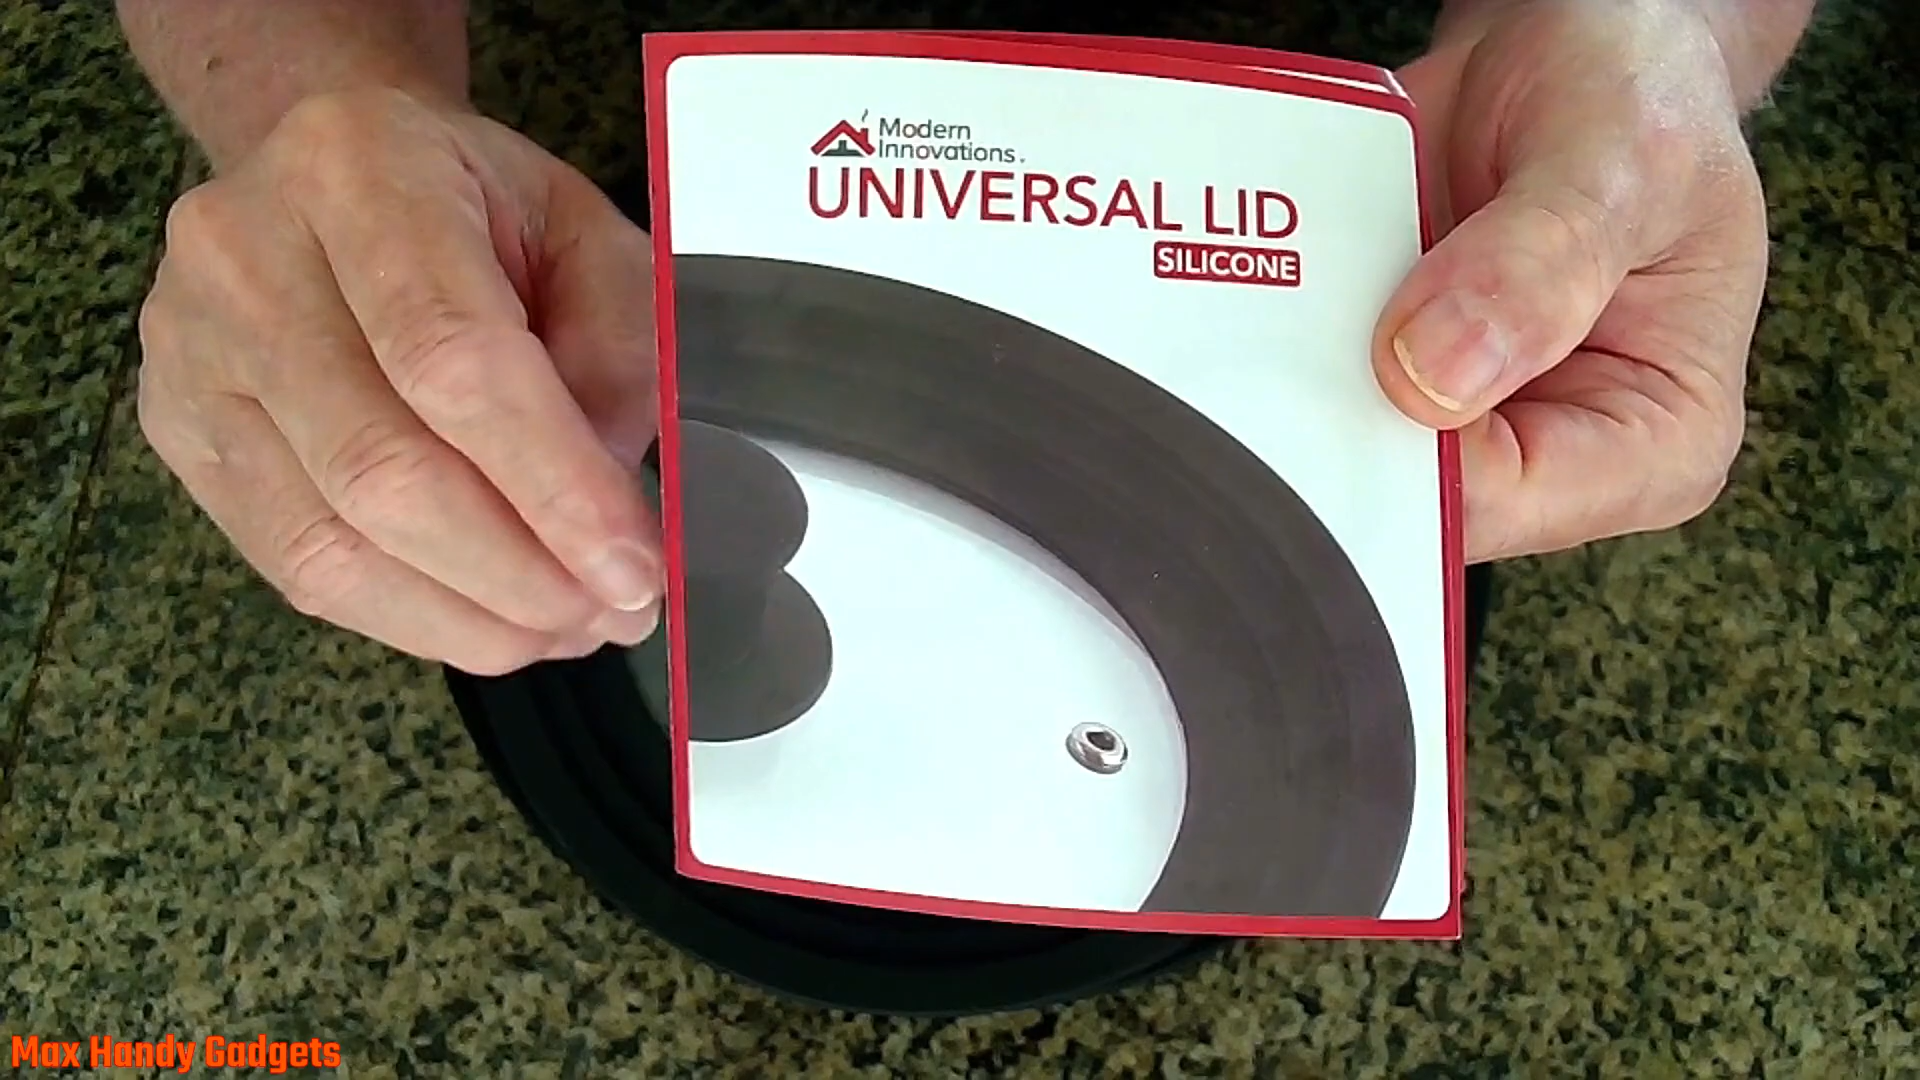 Modern
Innovations.
UNIVERSAL LID
SILICONE
Max Handy Gadgets